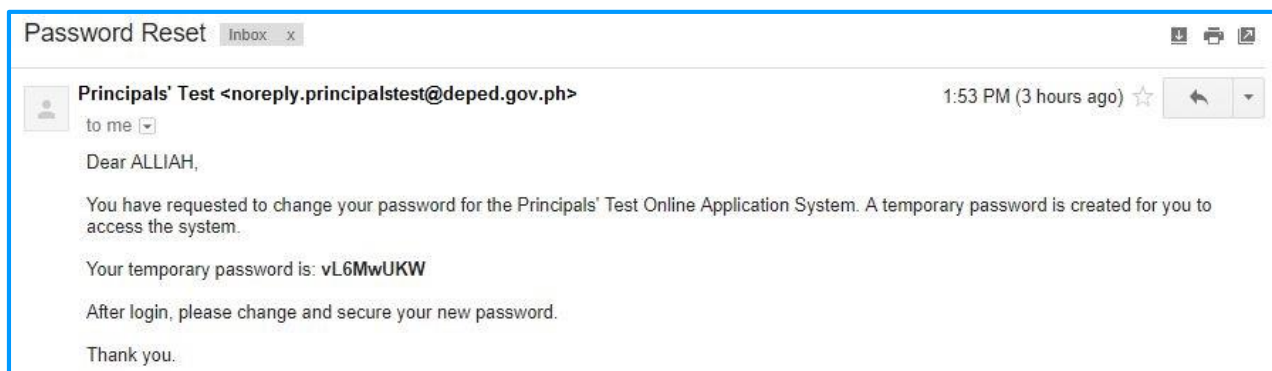 Password Reset Inbox x
Principals' Test <noreply.principalstest@deped.gov.ph> 1:53 PM (3 hours ago)
to me
Dear ALLIAH,
You have requested to change your password for the Principals' Test Online Application System. A temporary password is created for you to
access the system.
Your temporary password is: vL6MwUKW
After login, please change and secure your new password.
Thank you.